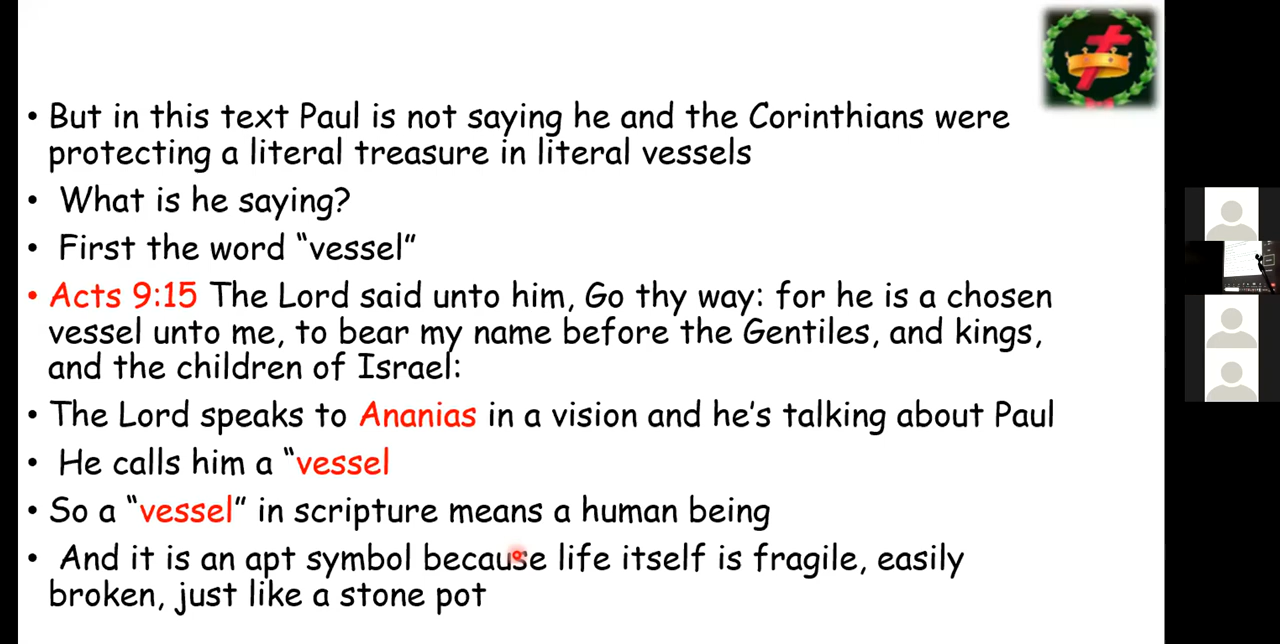 • But in this text Paul is not saying he and the Corinthians were
protecting a literal treasure in literal vessels
• What is he saying?
• First the word “vessel”
• Acts 9:15 The Lord said unto him, Go thy way: for he is a chosen
vessel unto me, to bear my name before the Gentiles, and kings,
and the children of Israel:
• The Lord speaks to Ananias in a vision and he’s talking about Paul
• He calls him a “vessel
• So a “vessel” in scripture means a human being
• And it is an apt symbol because life itself is fragile, easily
broken, just like a stone pot